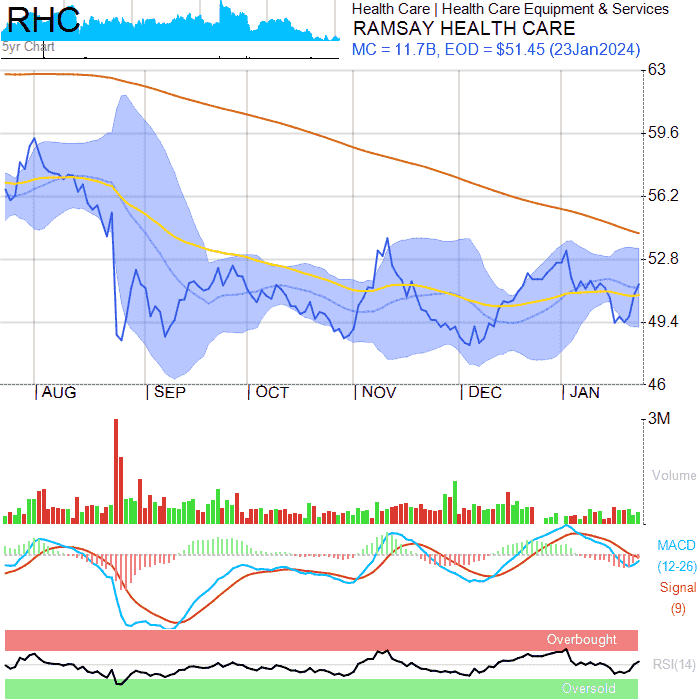 RHC
5yr Chart
Health Care | Health Care Equipment & Services
RAMSAY HEALTH CARE
MC = 11.7B, EOD = $51.45 (23Jan2024)
63
59.6
56.2
52.8
49.4
46
|AUG |SEP |OCT |NOV |DEC |JAN
3M
Volume
MACD
(12-26)
Signal
(9)
Overbought
RSI(14)
Oversold